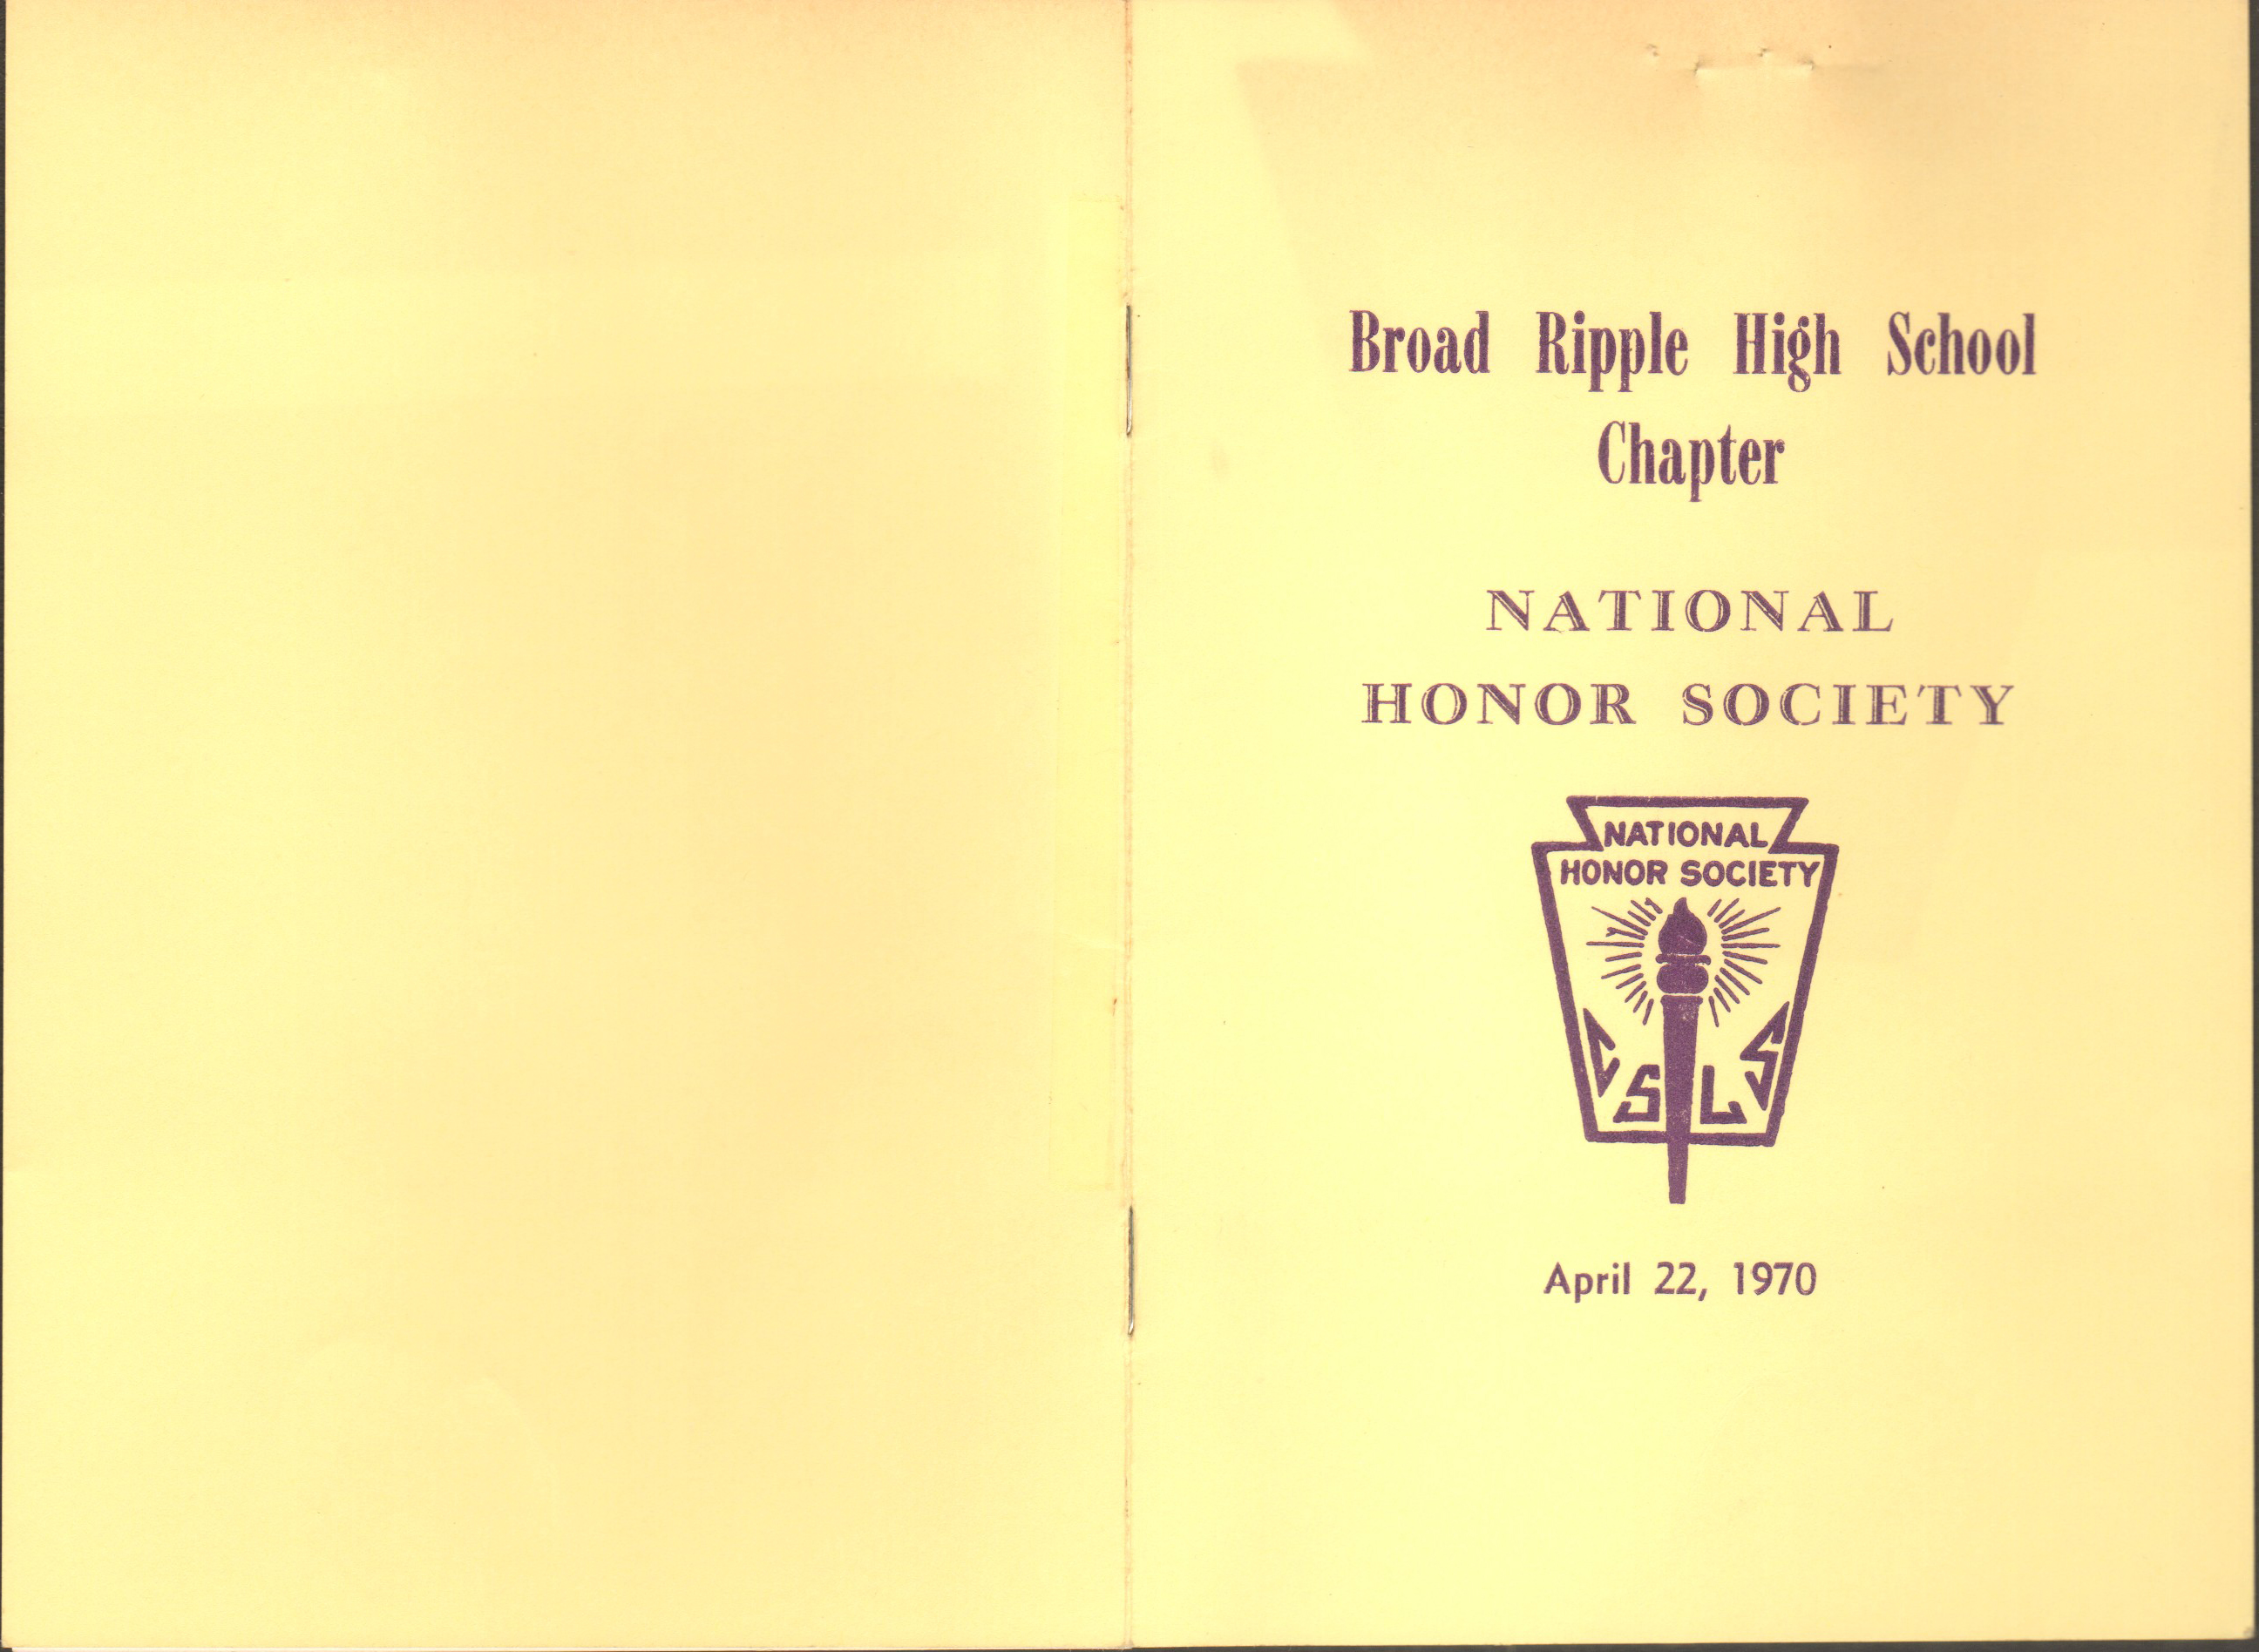 Broad Ripple High School
Chapter
NATIONAL
HONOR SOCIETY
NATIONAL
HONOR SOCIETY
C S L S
April 22, 1970